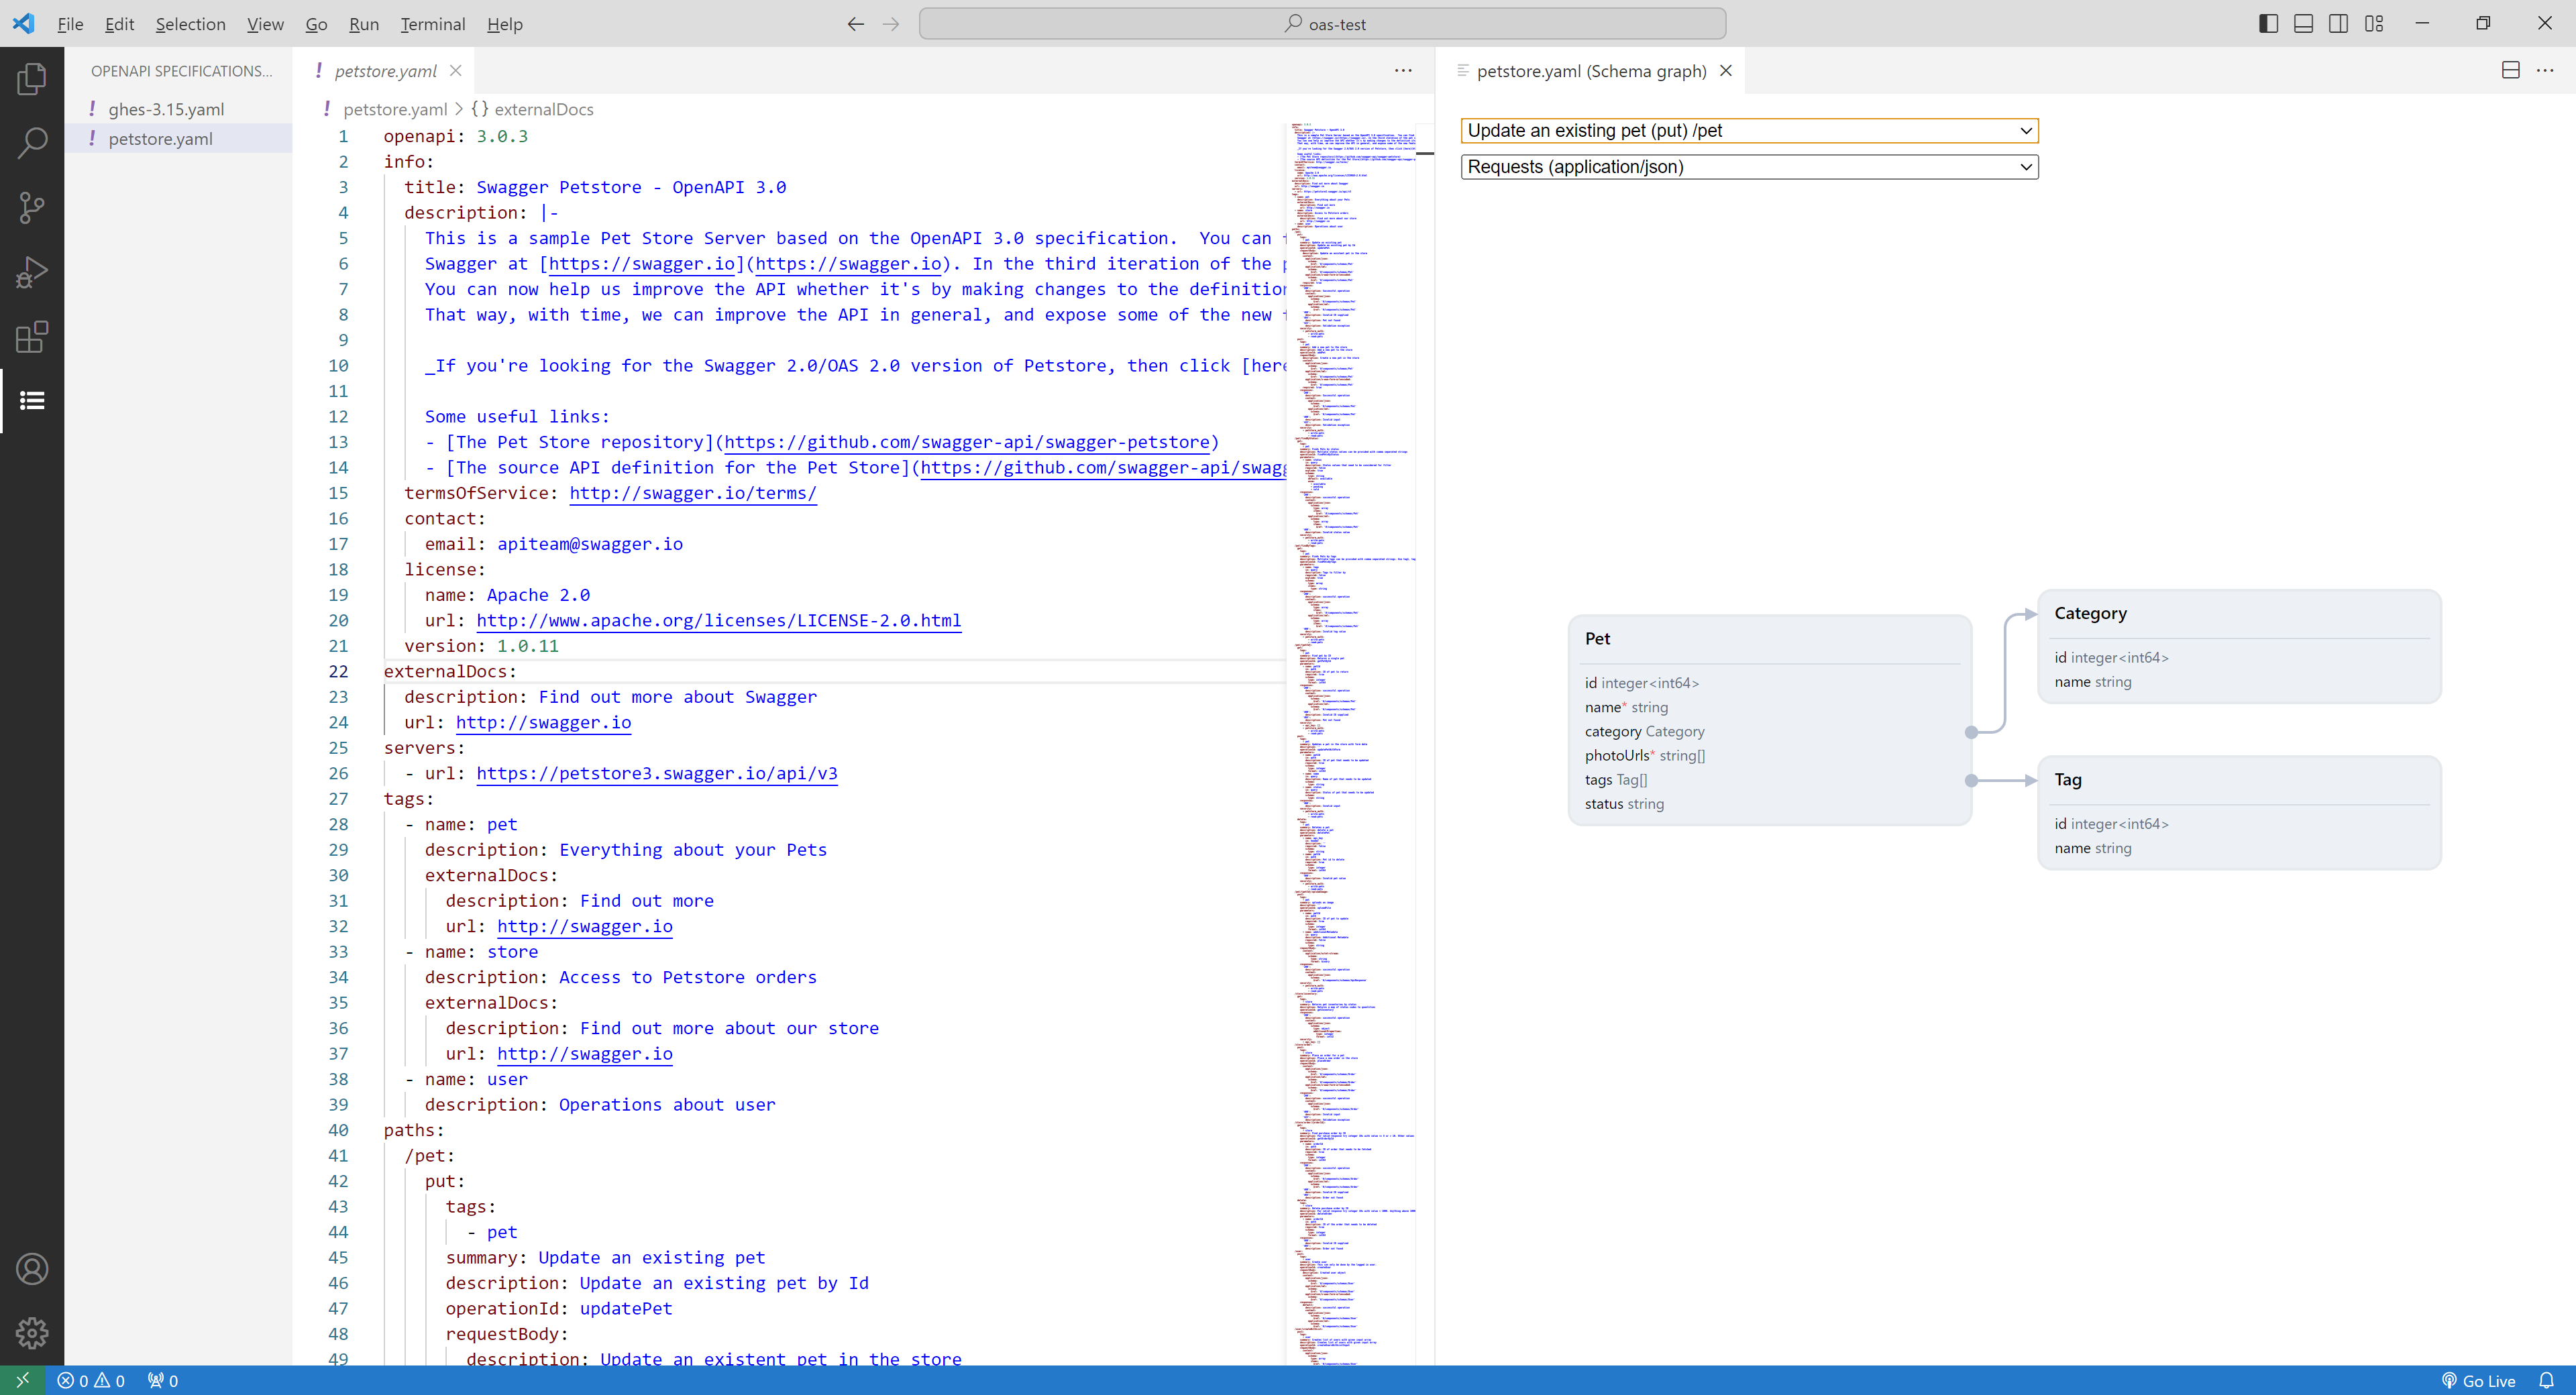 File Edit Selection View Go Run Terminal Help
oas-test
OPENAPI SPECIFICATIONS...
ghes-3.15.yaml
petstore.yaml
petstore.yaml
petstore.yaml > {} externalDocs
1 openapi: 3.0.3
2 info:
3 title: Swagger Petstore - OpenAPI 3.0
4 description: |-
5 This is a sample Pet Store Server based on the OpenAPI 3.0 specification.  You can
6 Swagger at [https://swagger.io](https://swagger.io). In the third iteration of the
7 You can now help us improve the API whether it's by making changes to the definition
8 That way, with time, we can improve the API in general, and expose some of the new
9
10 _If you're looking for the Swagger 2.0/OAS 2.0 version of Petstore, then click [here
11
12 Some useful links:
13 - [The Pet Store repository](https://github.com/swagger-api/swagger-petstore)
14 - [The source API definition for the Pet Store](https://github.com/swagger-api/swagg
15 termsOfService: http://swagger.io/terms/
16 contact:
17 email: apiteam@swagger.io
18 license:
19 name: Apache 2.0
20 url: http://www.apache.org/licenses/LICENSE-2.0.html
21 version: 1.0.11
22 externalDocs:
23 description: Find out more about Swagger
24 url: http://swagger.io
25 servers:
26 - url: https://petstore3.swagger.io/api/v3
27 tags:
28 - name: pet
29 description: Everything about your Pets
30 externalDocs:
31 description: Find out more
32 url: http://swagger.io
33 - name: store
34 description: Access to Petstore orders
35 externalDocs:
36 description: Find out more about our store
37 url: http://swagger.io
38 - name: user
39 description: Operations about user
40 paths:
41 /pet:
42 put:
43 tags:
44 - pet
45 summary: Update an existing pet
46 description: Update an existing pet by Id
47 operationId: updatePet
48 requestBody:
49 description: Update an existent pet in the store
petstore.yaml (Schema graph)
Update an existing pet (put) /pet
Requests (application/json)
Pet
id integer<int64>
name* string
category Category
photoUrls* string[]
tags Tag[]
status string
Category
id integer<int64>
name string
Tag
id integer<int64>
name string
0 0 0
Go Live